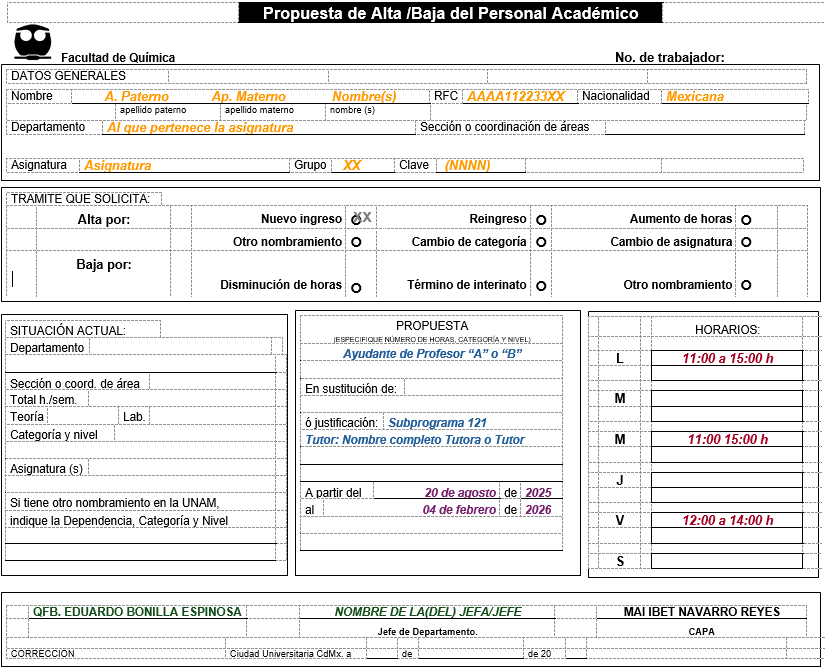 Propuesta de Alta /Baja del Personal Académico
Facultad de Química No. de trabajador:
DATOS GENERALES
Nombre A. Paterno Ap. Materno Nombre(s) RFC AAAA112233XX Nacionalidad Mexicana
apellido paterno apellido materno nombre (s)
Departamento Al que pertenece la asignatura Sección o coordinación de áreas
Asignatura Asignatura Grupo XX Clave (NNNN)
TRAMITE QUE SOLICITA:
Alta por: Nuevo ingreso XX Reingreso Aumento de horas
Otro nombramiento Cambio de categoría Cambio de asignatura
Baja por:
Disminución de horas Término de interinato Otro nombramiento
SITUACIÓN ACTUAL:
Departamento
Sección o coord. de área
Total h./sem.
Teoría Lab.
Categoría y nivel
Asignatura (s)
Si tiene otro nombramiento en la UNAM,
indique la Dependencia, Categoría y Nivel
PROPUESTA
(ESPECIFIQUE NÚMERO DE HORAS, CATEGORÍA Y NIVEL)
Ayudante de Profesor “A” o “B”
En sustitución de:
ó justificación: Subprograma 121
Tutor: Nombre completo Tutora o Tutor
A partir del 20 de agosto de 2025
al 04 de febrero de 2026
HORARIOS:
L 11:00 a 15:00 h
M
M 11:00 15:00 h
J
V 12:00 a 14:00 h
S
QFB. EDUARDO BONILLA ESPINOSA NOMBRE DE LA(DEL) JEFA/JEFE MAI IBET NAVARRO REYES
Jefe de Departamento. CAPA
CORRECCION Ciudad Universitaria CdMx. a de de 20